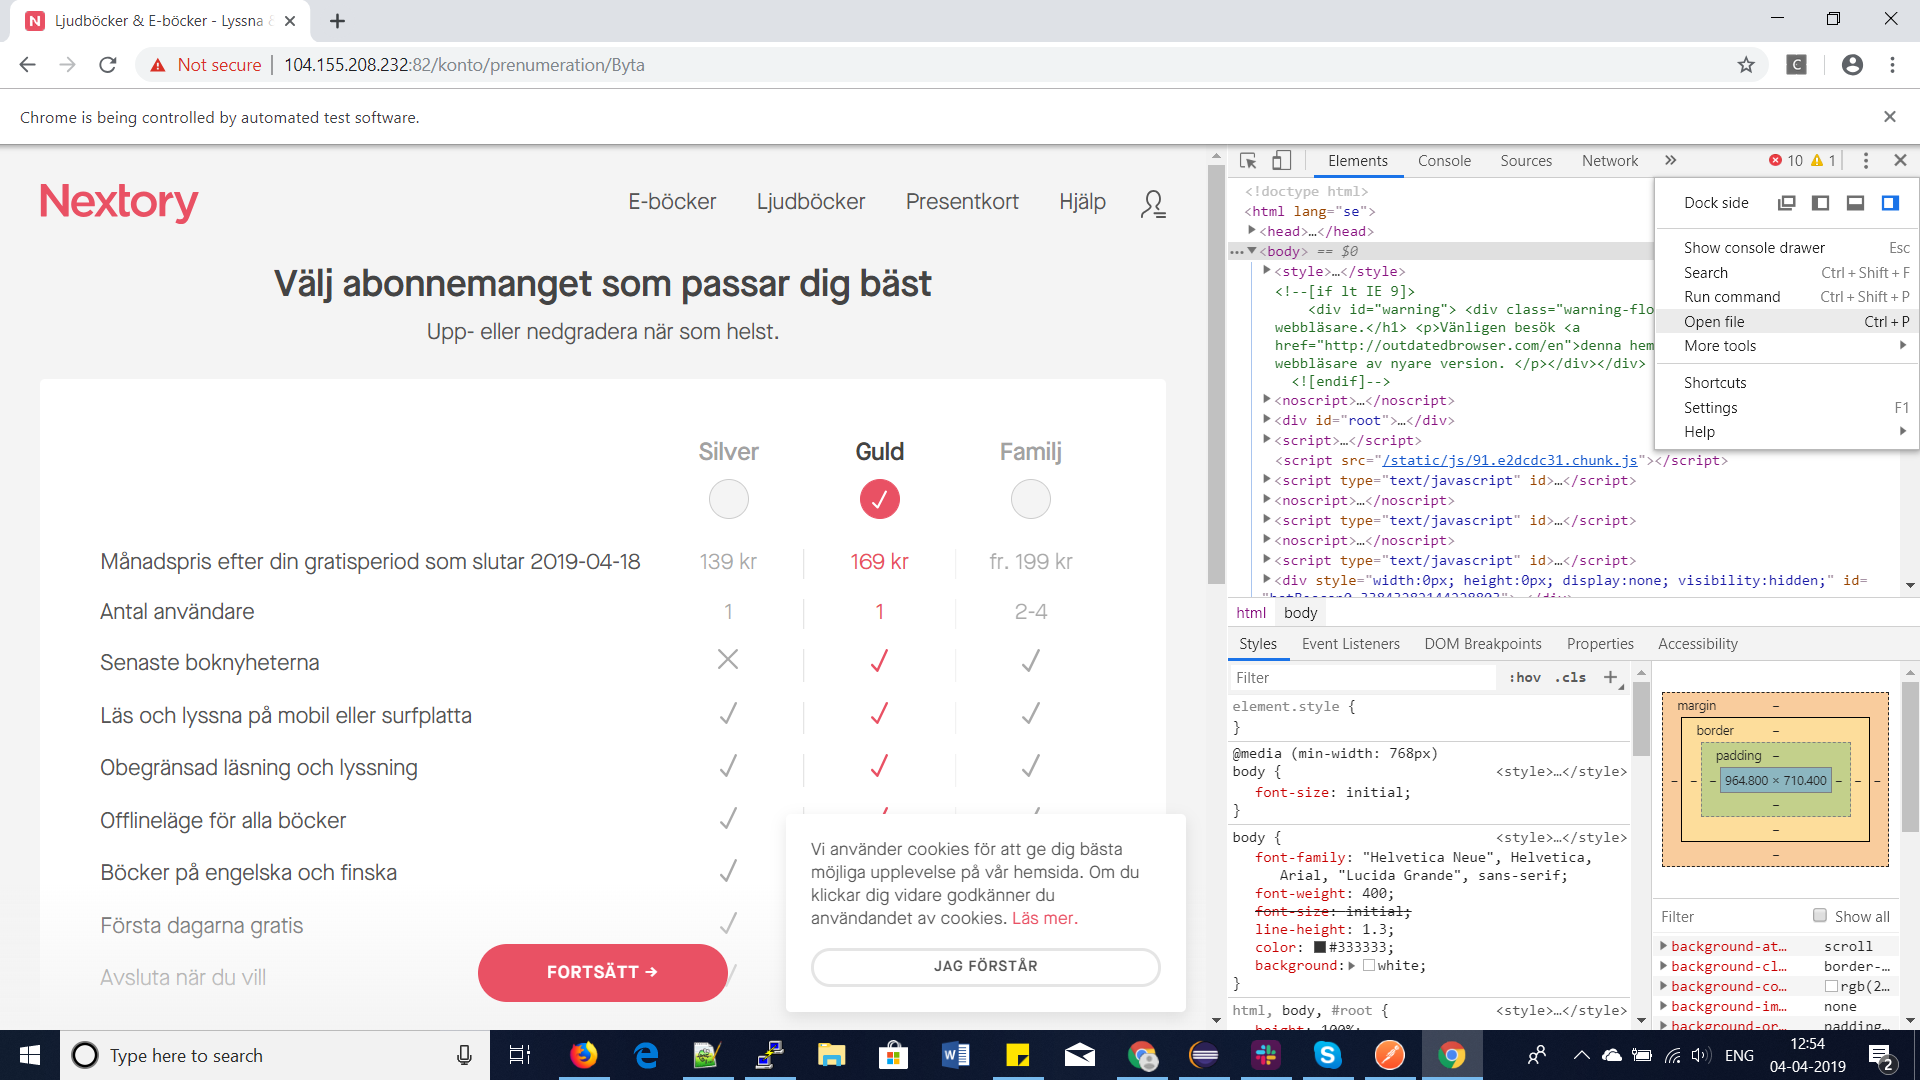 Ljudböcker & E-böcker - Lyssna
Not secure | 104.155.208.232:82/konto/prenumeration/Byta
C
Chrome is being controlled by automated test software.
Nextory
E-böcker Ljudböcker Presentkort Hjälp
Välj abonnemanget som passar dig bäst
Upp- eller nedgradera när som helst.
Silver Guld Familj
Månadspris efter din gratisperiod som slutar 2019-04-18 139 kr 169 kr fr. 199 kr
Antal användare 1 1 2-4
Senaste boknyheterna
Läs och lyssna på mobil eller surfplatta
Obegränsad läsning och lyssning
Offlineläge för alla böcker
Böcker på engelska och finska
Första dagarna gratis
Avsluta när du vill
FORTSÄTT →
Vi använder cookies för att ge dig bästa
möjliga upplevelse på vår hemsida. Om du
klickar dig vidare godkänner du
användandet av cookies. Läs mer.
JAG FÖRSTÅR
Elements Console Sources Network » 10 1
<!doctype html>
<html lang="se">
<head>…</head>
<body> == $0
<style>…</style>
<!--[if lt IE 9]>
<div id="warning"> <div class="warning-flo
webbläsare.</h1> <p>Vänligen besök <a
href="http://outdatedbrowser.com/en">denna hem
webbläsare av nyare version. </p></div></div>
<![endif]-->
<noscript>…</noscript>
<div id="root">…</div>
<script>…</script>
<script src="/static/js/91.e2dcdc31.chunk.js"></script>
<script type="text/javascript" id>…</script>
<noscript>…</noscript>
<script type="text/javascript" id>…</script>
<noscript>…</noscript>
<script type="text/javascript" id>…</script>
<div style="width:0px; height:0px; display:none; visibility:hidden;" id=
Dock side
Show console drawer Esc
Search Ctrl + Shift + F
Run command Ctrl + Shift + P
Open file Ctrl + P
More tools
Shortcuts
Settings F1
Help
html body
Styles Event Listeners DOM Breakpoints Properties Accessibility
Filter :hov .cls +
element.style {
}
@media (min-width: 768px)
body { <style>…</style>
font-size: initial;
}
body { <style>…</style>
font-family: "Helvetica Neue", Helvetica,
Arial, "Lucida Grande", sans-serif;
font-weight: 400;
font-size: initial;
line-height: 1.3;
color: #333333;
background: white;
}
html, body, #root { <style>…</style>
height: 100%;
margin –
border –
padding –
– – – 964.800 × 710.400 – – –
–
–
–
Filter Show all
background-at… scroll
background-cl… border-…
background-co… rgb(2…
background-im… none
background-or… padding…
Type here to search
ENG
12:54
04-04-2019
2